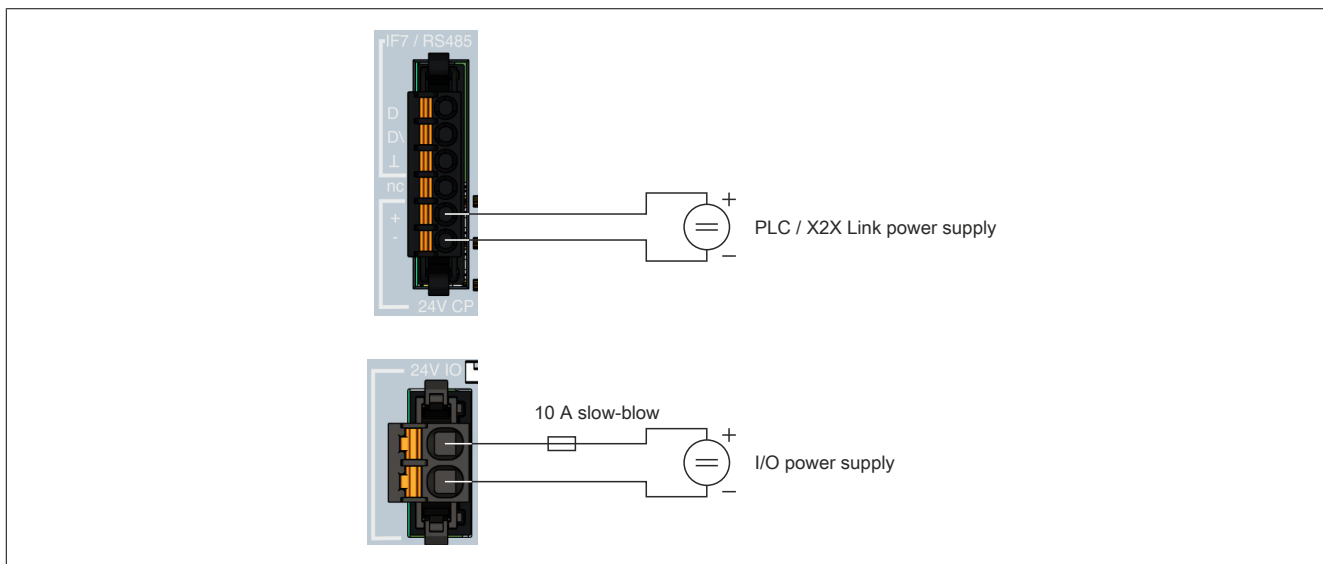 IF7 / RS485
D
D\
⊥
nc
+
-
24V CP
+
PLC / X2X Link power supply
−
24V IO
10 A slow-blow
+
I/O power supply
−